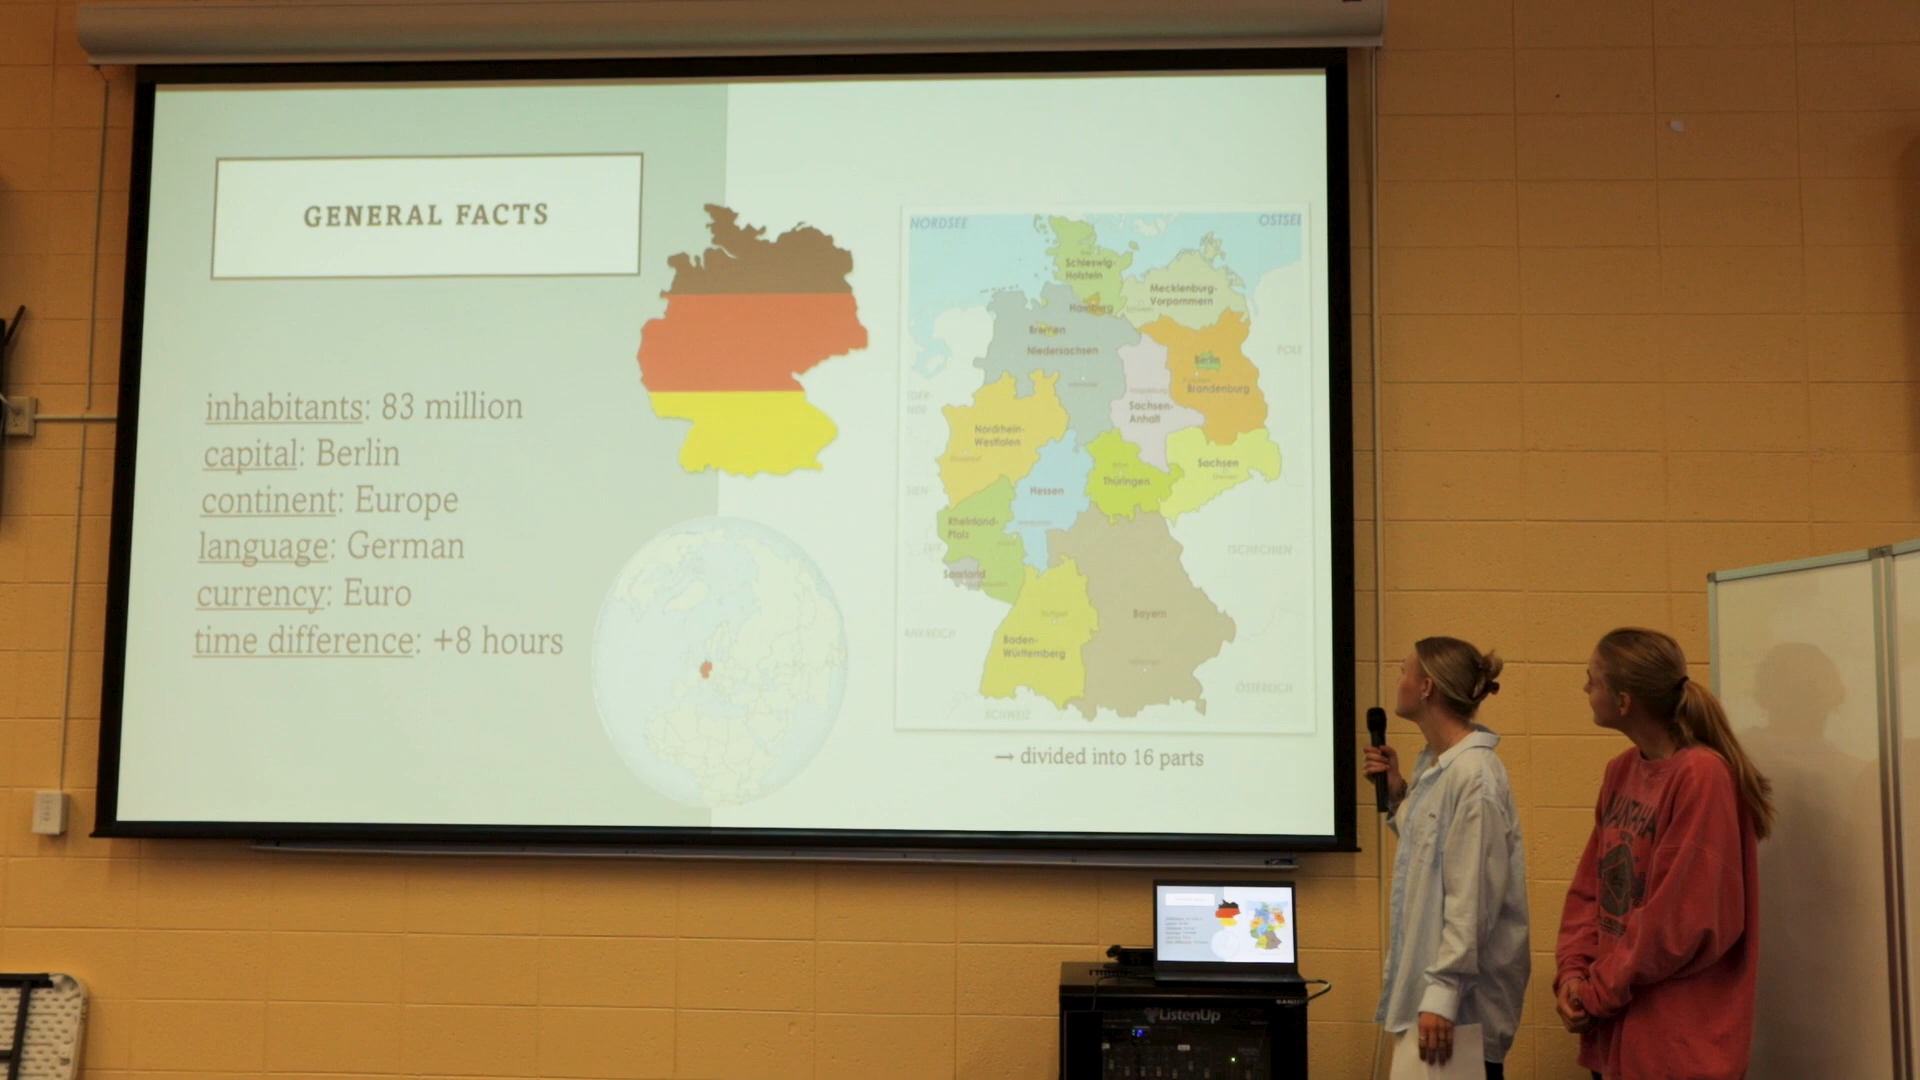 GENERAL FACTS
inhabitants: 83 million
capital: Berlin
continent: Europe
language: German
currency: Euro
time difference: +8 hours
NORDSEE
OSTSEE
Schleswig-
Holstein
Mecklenburg-
Vorpommern
Hamburg
Bremen
Niedersachsen
Berlin
Brandenburg
Sachsen-
Anhalt
Nordrhein-
Westfalen
Sachsen
Thüringen
Hessen
Rheinland-
Pfalz
Saarland
TSCHECHIEN
Bayern
Baden-
Württemberg
ÖSTERREICH
SCHWEIZ
→ divided into 16 parts
ListenUp